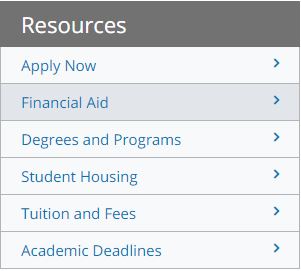 Resources
Apply Now
Financial Aid
Degrees and Programs
Student Housing
Tuition and Fees
Academic Deadlines